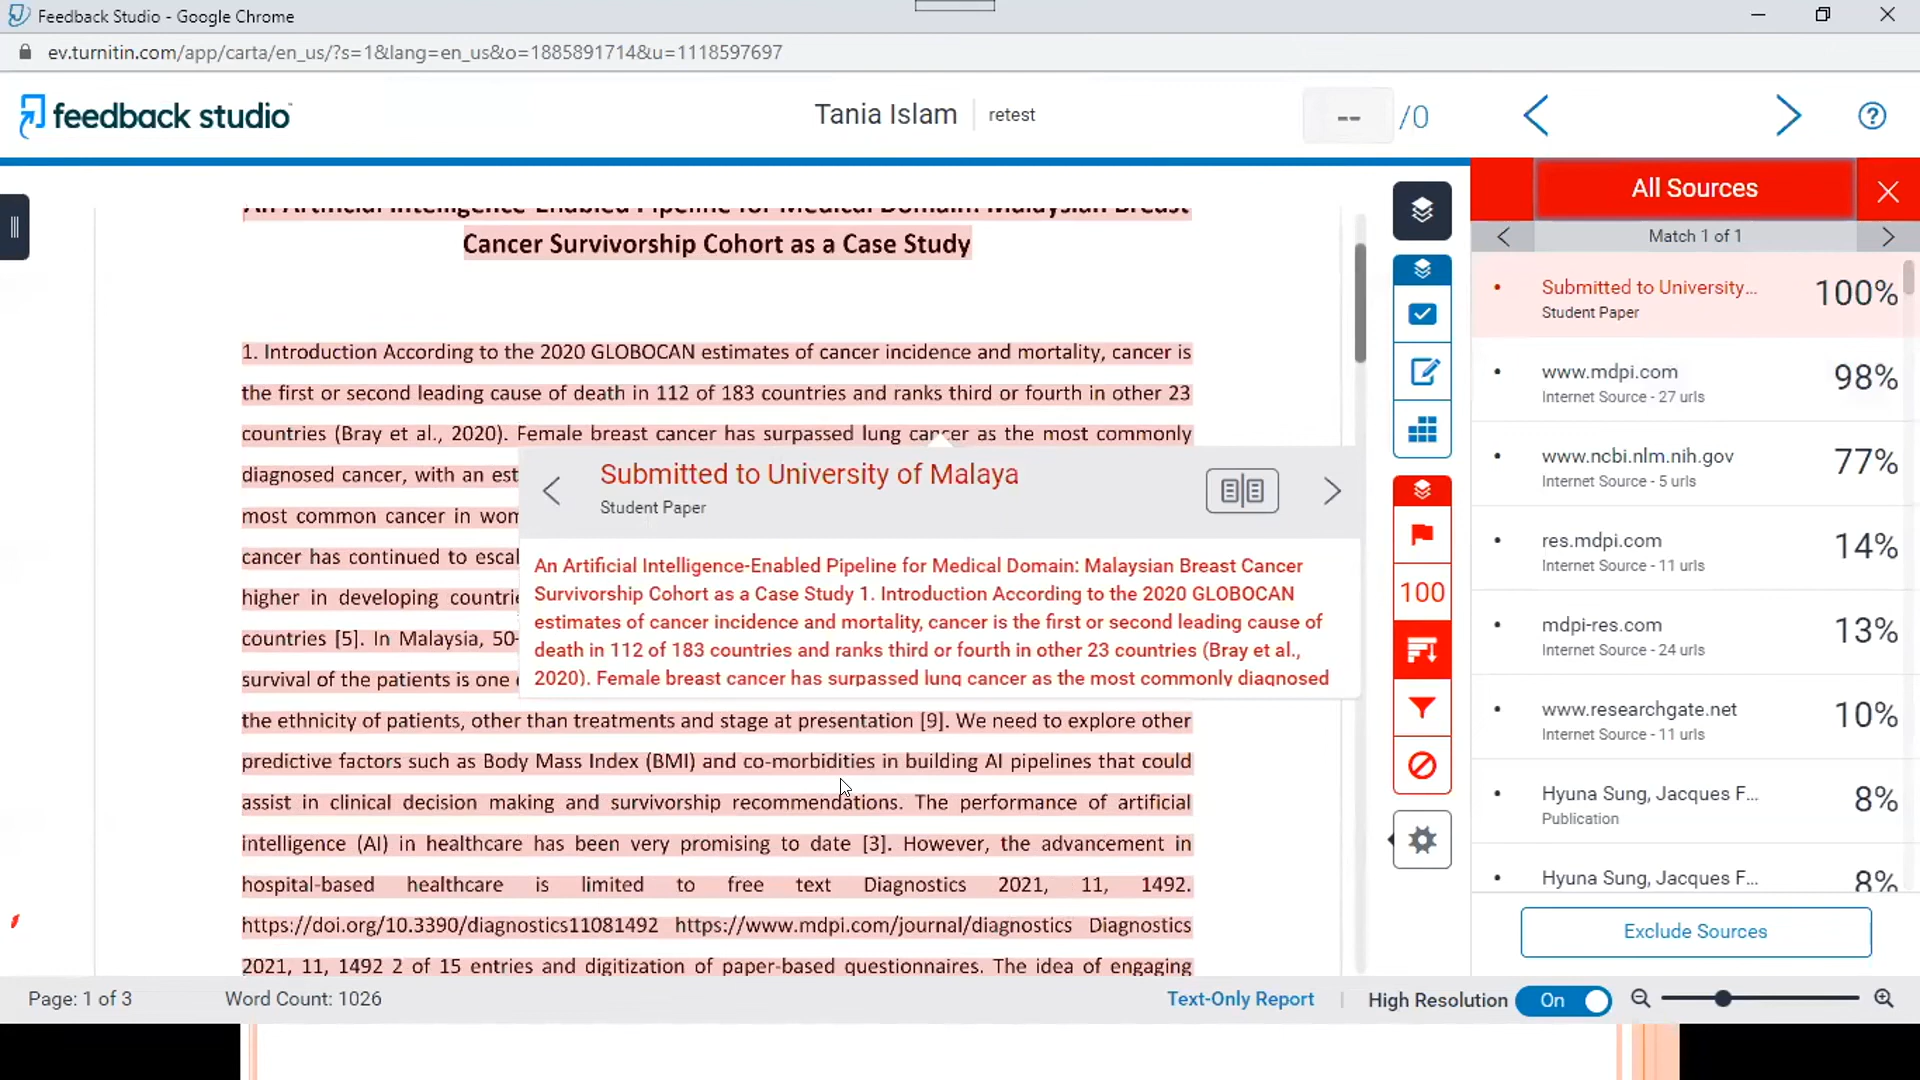 Feedback Studio - Google Chrome
ev.turnitin.com/app/carta/en_us/?s=1&lang=en_us&o=1885891714&u=1118597697
feedback studio
Tania Islam
retest
--
/0
All Sources
Match 1 of 1
Submitted to University...
100%
Student Paper
www.mdpi.com
98%
Internet Source - 27 urls
www.ncbi.nlm.nih.gov
77%
Internet Source - 5 urls
res.mdpi.com
14%
Internet Source - 11 urls
mdpi-res.com
13%
Internet Source - 24 urls
www.researchgate.net
10%
Internet Source - 11 urls
Hyuna Sung, Jacques F...
8%
Publication
Hyuna Sung, Jacques F...
8%
Exclude Sources
100
An Artificial Intelligence-Enabled Pipeline for Medical Domain: Malaysian Breast
Cancer Survivorship Cohort as a Case Study
1. Introduction According to the 2020 GLOBOCAN estimates of cancer incidence and mortality, cancer is
the first or second leading cause of death in 112 of 183 countries and ranks third or fourth in other 23
countries (Bray et al., 2020). Female breast cancer has surpassed lung cancer as the most commonly
diagnosed cancer, with an est
most common cancer in wom
cancer has continued to escal
higher in developing countrie
countries [5]. In Malaysia, 50-
survival of the patients is one
the ethnicity of patients, other than treatments and stage at presentation [9]. We need to explore other
predictive factors such as Body Mass Index (BMI) and co-morbidities in building AI pipelines that could
assist in clinical decision making and survivorship recommendations. The performance of artificial
intelligence (AI) in healthcare has been very promising to date [3]. However, the advancement in
hospital-based healthcare is limited to free text Diagnostics 2021, 11, 1492.
https://doi.org/10.3390/diagnostics11081492 https://www.mdpi.com/journal/diagnostics Diagnostics
2021, 11, 1492 2 of 15 entries and digitization of paper-based questionnaires. The idea of engaging
Submitted to University of Malaya
Student Paper
An Artificial Intelligence-Enabled Pipeline for Medical Domain: Malaysian Breast Cancer
Survivorship Cohort as a Case Study 1. Introduction According to the 2020 GLOBOCAN
estimates of cancer incidence and mortality, cancer is the first or second leading cause of
death in 112 of 183 countries and ranks third or fourth in other 23 countries (Bray et al.,
2020). Female breast cancer has surpassed lung cancer as the most commonly diagnosed
Page: 1 of 3
Word Count: 1026
Text-Only Report
High Resolution
On